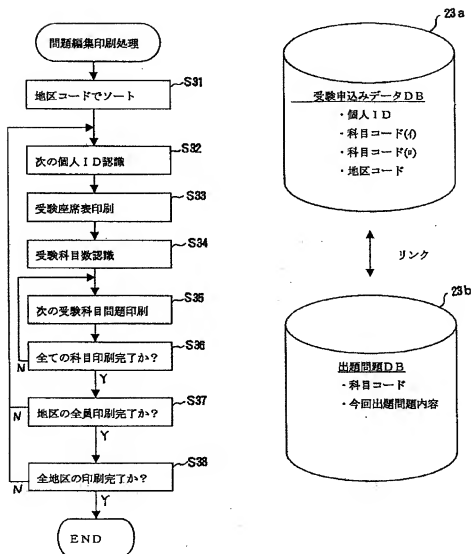 問題編集印刷処理
地区コードでソート
S31
次の個人ID認識
S32
受験座席表印刷
S33
受験科目数認識
S34
次の受験科目問題印刷
S35
全ての科目印刷完了か?
S36
N
Y
地区の全員印刷完了か?
S37
N
Y
全地区の印刷完了か?
S38
N
Y
END
23a
受験申込みデータDB
・個人ID
・科目コード(イ)
・科目コード(ロ)
・地区コード
リンク
23b
出題問題DB
・科目コード
・今回出題問題内容